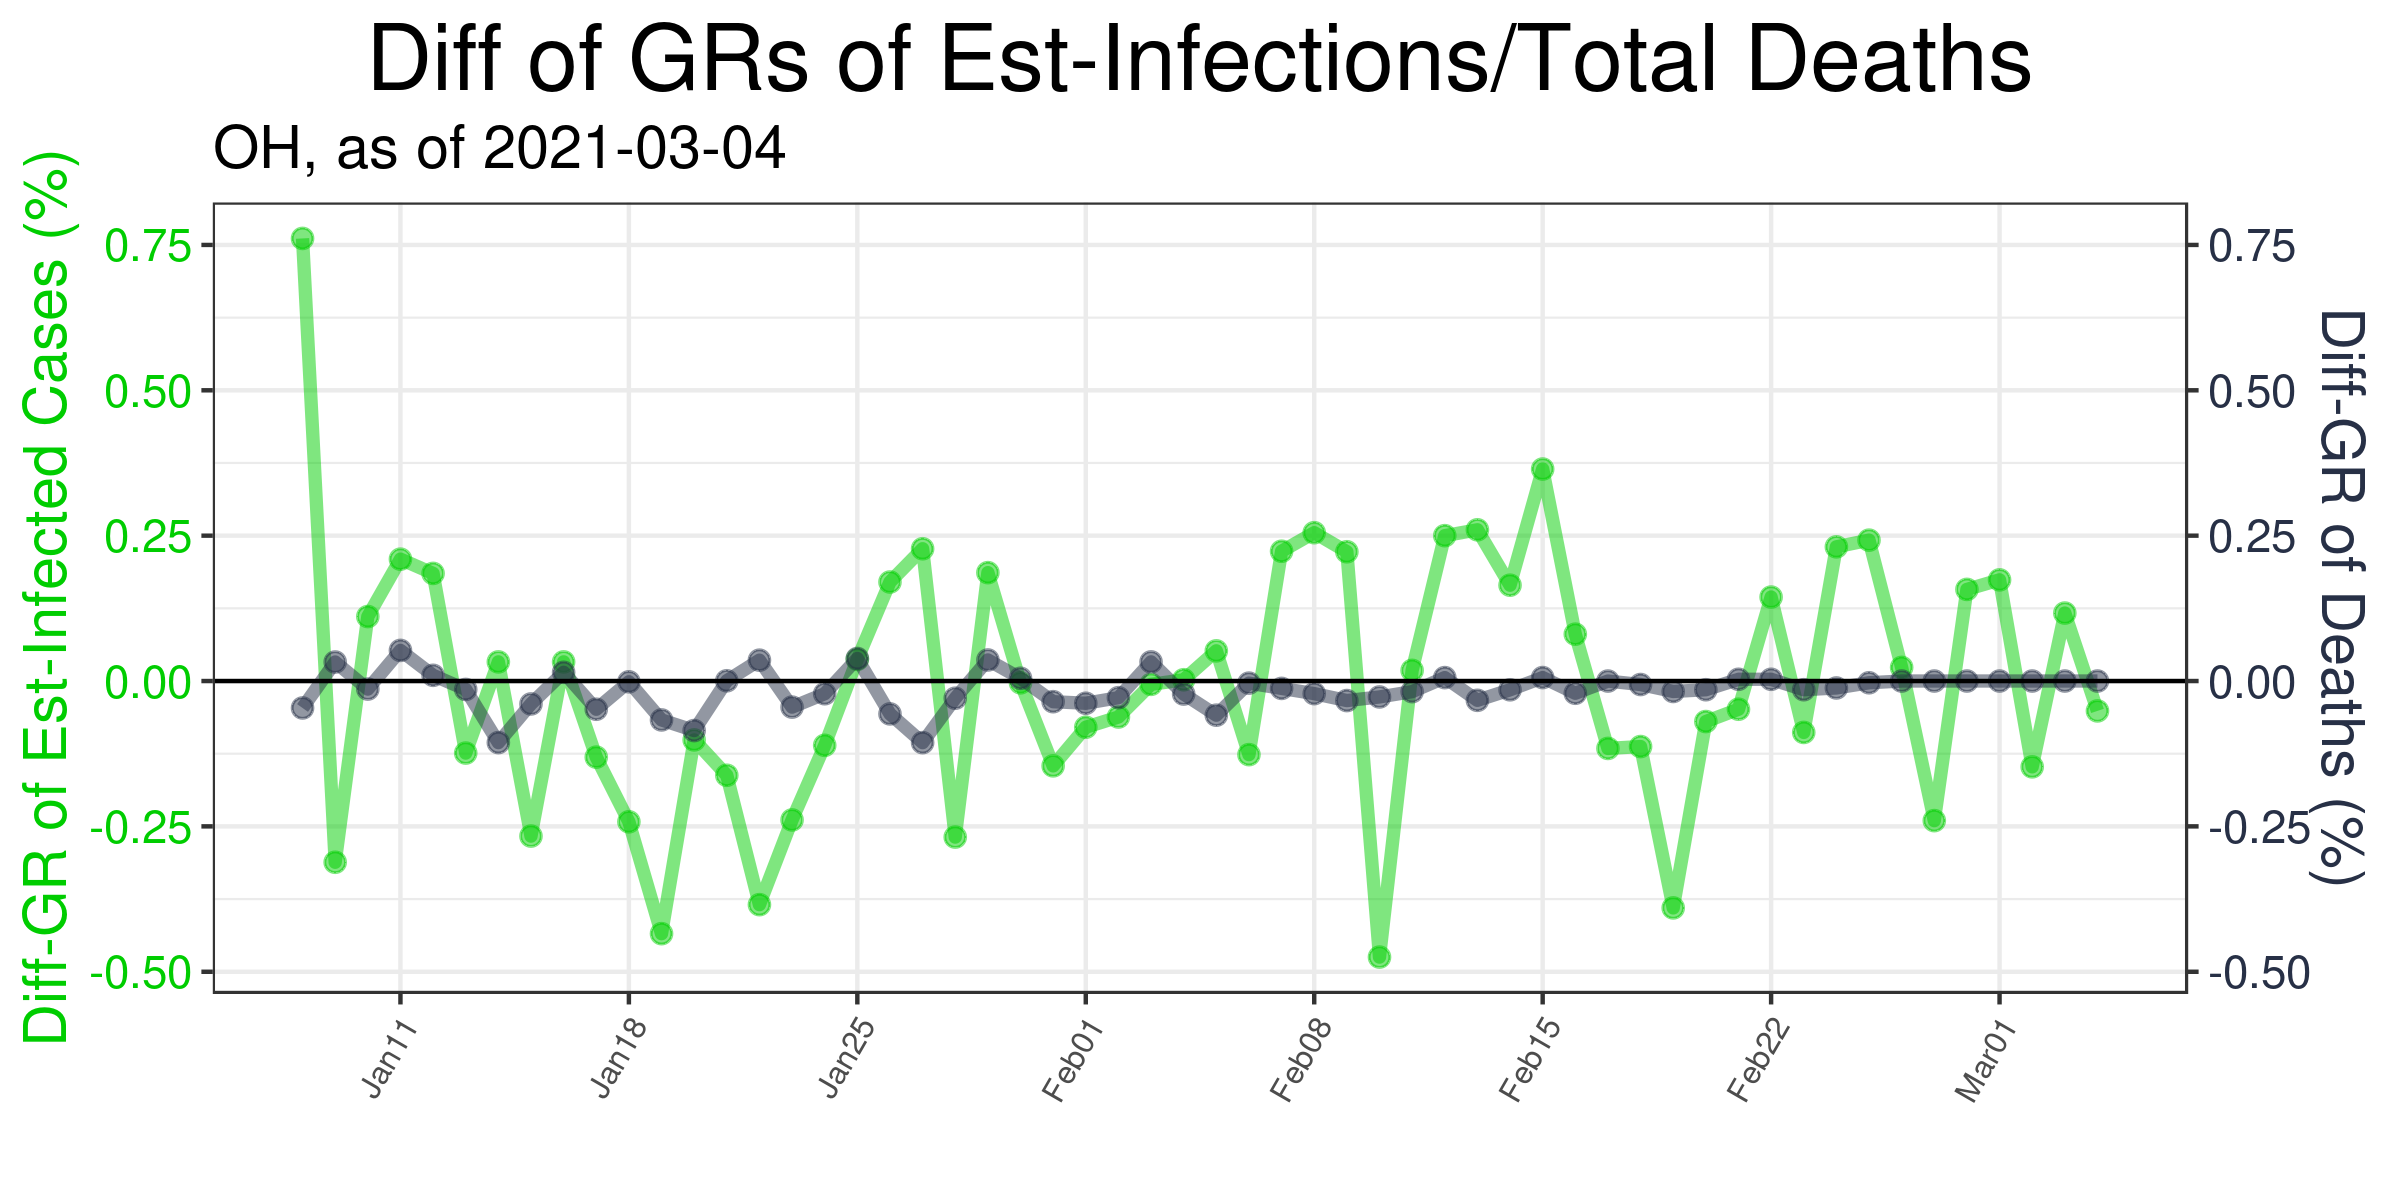 Diff of GRs of Est-Infections/Total Deaths
OH, as of 2021-03-04
Diff-GR of Est-Infected Cases (%)
0.75
0.50
0.25
0.00
-0.25
-0.50
0.75
0.50
0.25
0.00
-0.25
-0.50
Diff-GR of Deaths (%)
Jan11
Jan18
Jan25
Feb01
Feb08
Feb15
Feb22
Mar01